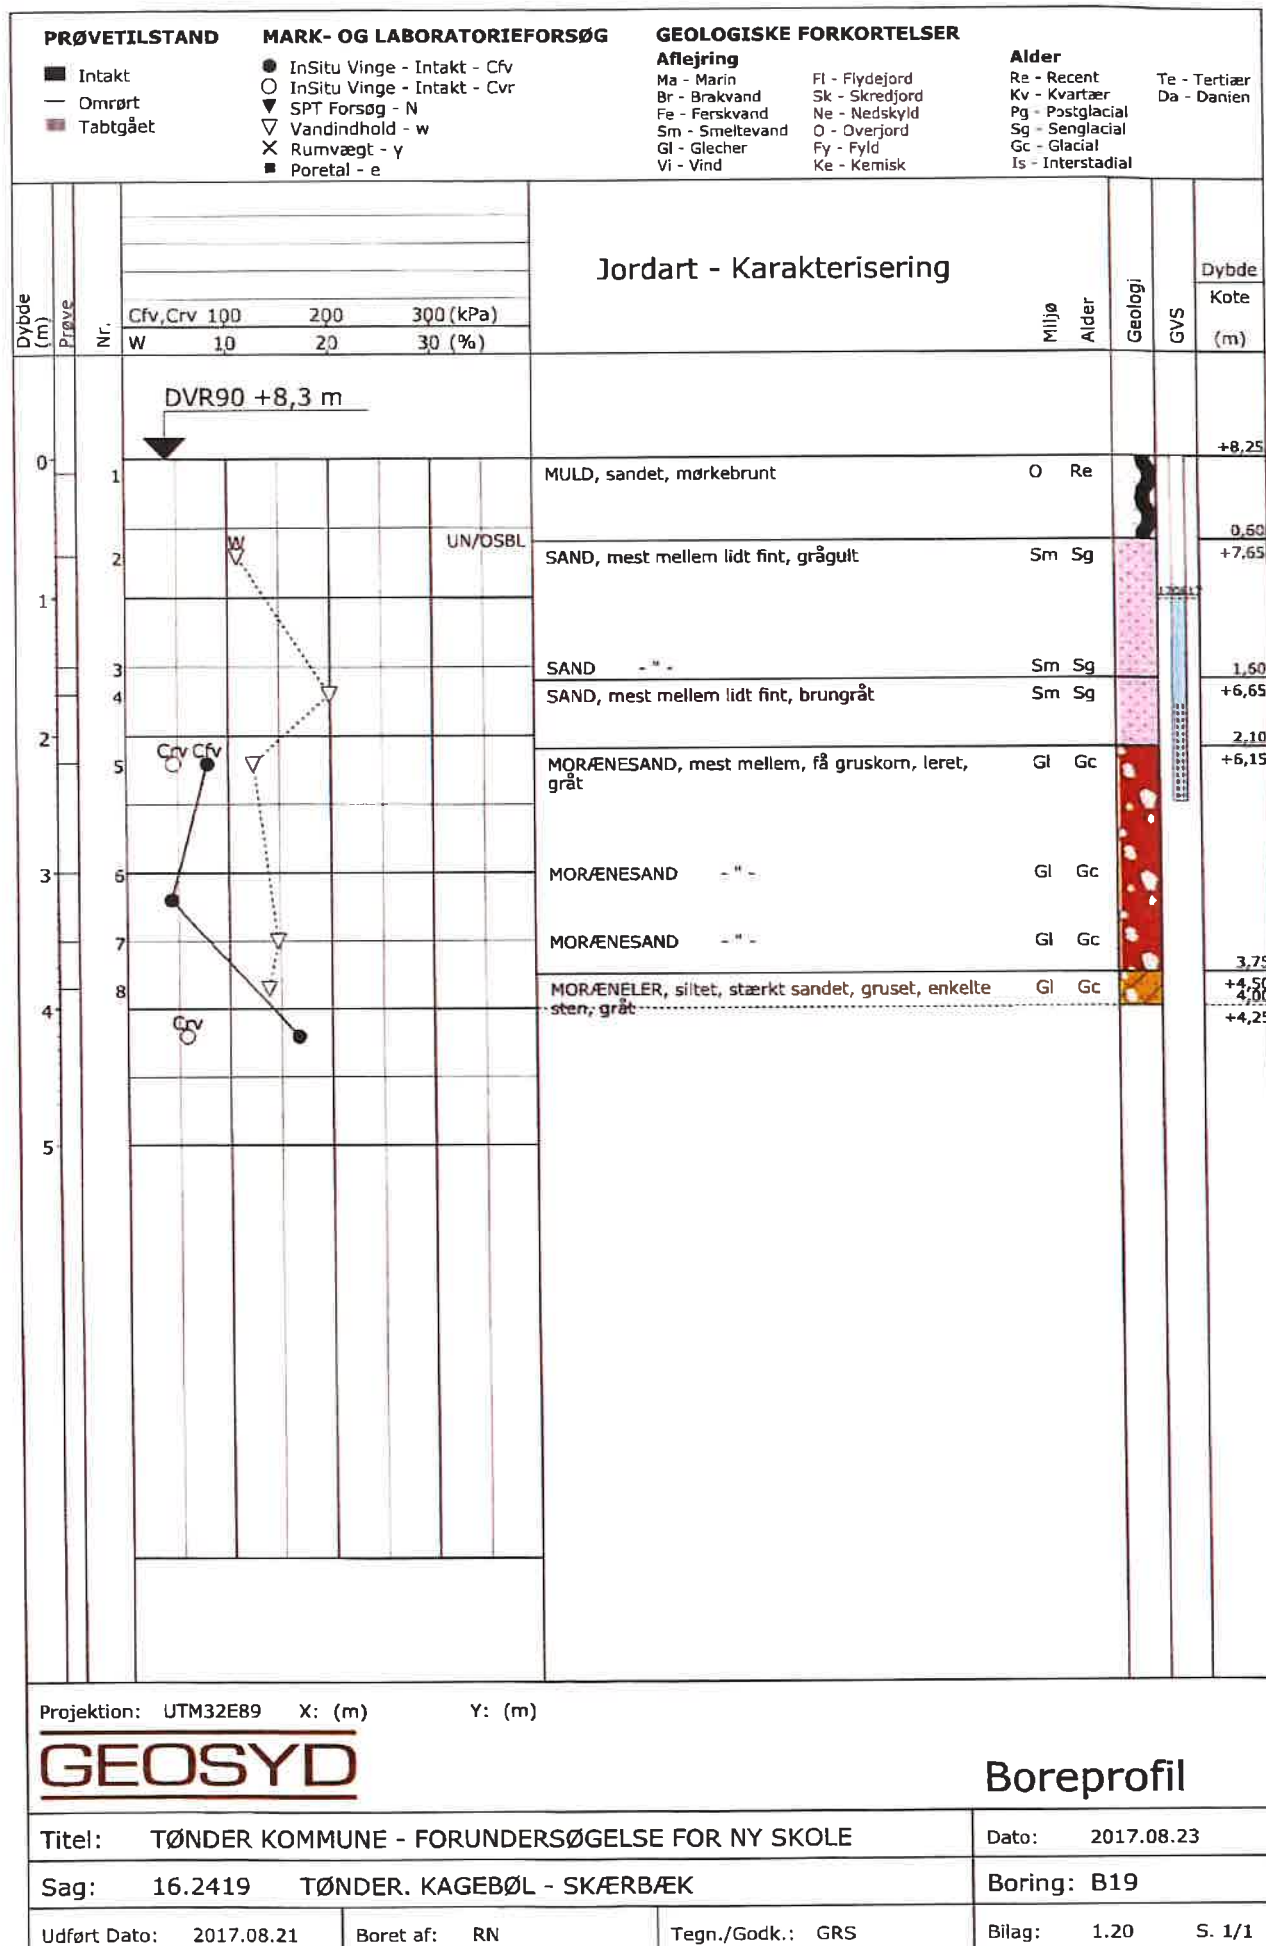 PRØVETILSTAND
Intakt
Omrørt
Tabtgået
MARK- OG LABORATORIEFORSØG
InSitu Vinge - Intakt - Cfv
InSitu Vinge - Intakt - Cvr
SPT Forsøg - N
Vandindhold - w
Rumvægt - γ
Poretal - e
GEOLOGISKE FORKORTELSER
Aflejring
Ma - Marin
Br - Brakvand
Fe - Ferskvand
Sm - Smeltevand
Gl - Glecher
Vi - Vind
Fl - Flydejord
Sk - Skredjord
Ne - Nedskyld
O - Overjord
Fy - Fyld
Ke - Kemisk
Alder
Re - Recent
Kv - Kvartær
Pg - Postglacial
Sg - Senglacial
Gc - Glacial
Is - Interstadial
Te - Tertiær
Da - Danien
Dybde (m)
Prøve
Nr.
Cfv,Crv 100 200 300 (kPa)
W 10 20 30 (%)
Jordart - Karakterisering
Miljø
Alder
Geologi
GVS
Dybde
Kote
(m)
DVR90 +8,3 m
+8,25
0
1 MULD, sandet, mørkebrunt O Re
0,60
W UN/OSBL
2 SAND, mest mellem lidt fint, grågult Sm Sg +7,65
1
3 SAND - " - Sm Sg 1,60
4 SAND, mest mellem lidt fint, brungråt Sm Sg +6,65
2 2,10
Crv Cfv
5 MORÆNESAND, mest mellem, få gruskorn, leret, Gl Gc +6,15
gråt
3 6 MORÆNESAND - " - Gl Gc
7 MORÆNESAND - " - Gl Gc
3,75
8 MORÆNELER, siltet, stærkt sandet, gruset, enkelte Gl Gc +4,50
4,00
sten, gråt
4 +4,25
Crv
5
Projektion: UTM32E89 X: (m) Y: (m)
GEOSYD
Boreprofil
Titel: TØNDER KOMMUNE - FORUNDERSØGELSE FOR NY SKOLE
Dato: 2017.08.23
Sag: 16.2419 TØNDER. KAGEBØL - SKÆRBÆK
Boring: B19
Udført Dato: 2017.08.21 Boret af: RN Tegn./Godk.: GRS Bilag: 1.20 S. 1/1